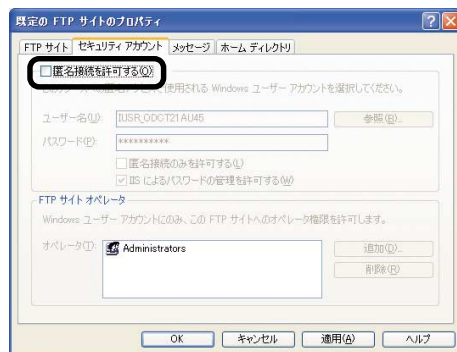 既定の FTP サイトのプロパティ
FTP サイト セキュリティ アカウント メッセージ ホーム ディレクトリ
匿名接続を許可する(O)
使用される Windows ユーザー アカウントを選択してください。
ユーザー名(U): IUSR_ODGT21AU45 参照(B)...
パスワード(P): **********
匿名接続のみを許可する(L)
IIS によるパスワードの管理を許可する(W)
FTP サイト オペレータ
Windows ユーザー アカウントにのみ、この FTP サイトへのオペレータ権限を許可します。
オペレータ(T): Administrators 追加(D)...
削除(R)
OK キャンセル 適用(A) ヘルプ